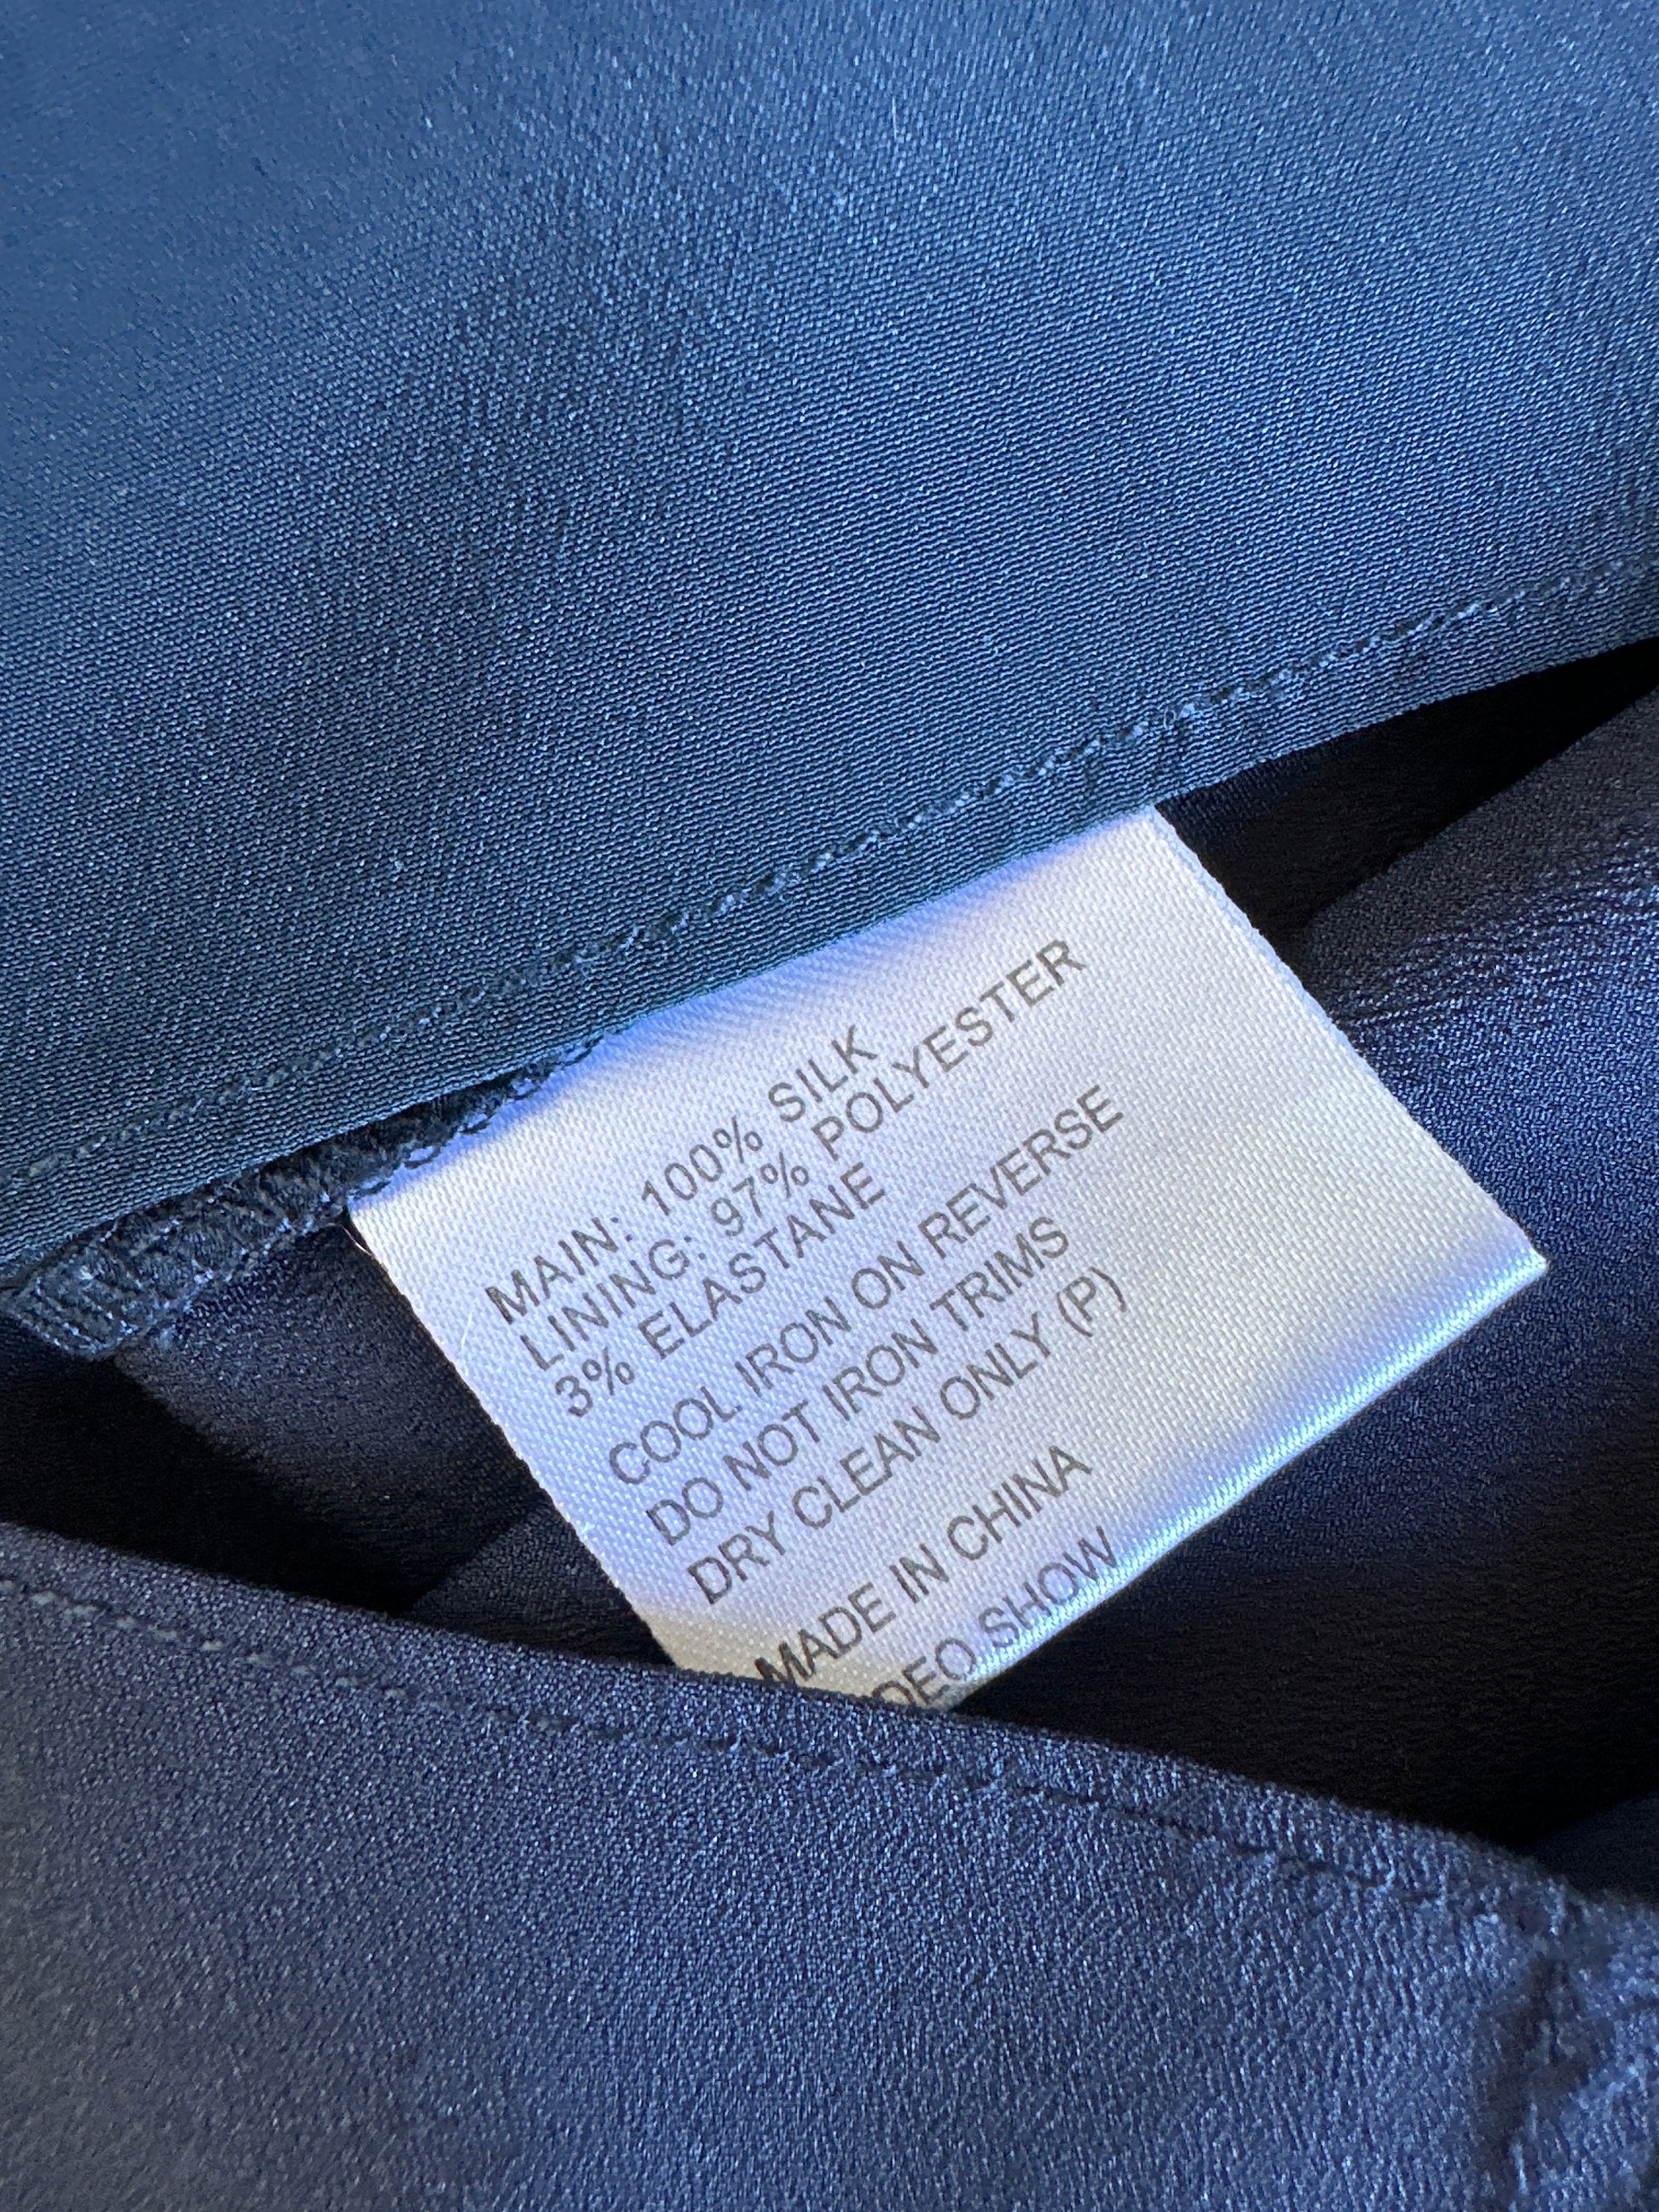 MAIN: 100% SILK
LINING: 97% POLYESTER
3% ELASTANE
COOL IRON ON REVERSE
DO NOT IRON TRIMS
DRY CLEAN ONLY (P)
MADE IN CHINA
SHOW